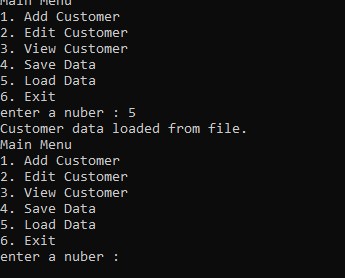 Main Menu
1. Add Customer
2. Edit Customer
3. View Customer
4. Save Data
5. Load Data
6. Exit
enter a nuber : 5
Customer data loaded from file.
Main Menu
1. Add Customer
2. Edit Customer
3. View Customer
4. Save Data
5. Load Data
6. Exit
enter a nuber :